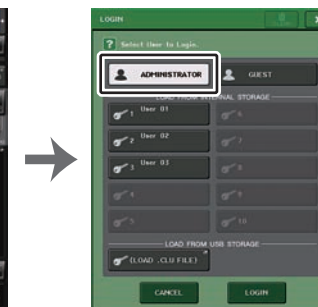 LOGIN
Select User to Login.
ADMINISTRATOR
GUEST
LOAD FROM INTERNAL STORAGE
1 User 01
6
2 User 02
7
3 User 03
8
4
9
5
10
LOAD FROM USB STORAGE
(LOAD .CLU FILE)
CANCEL
LOGIN